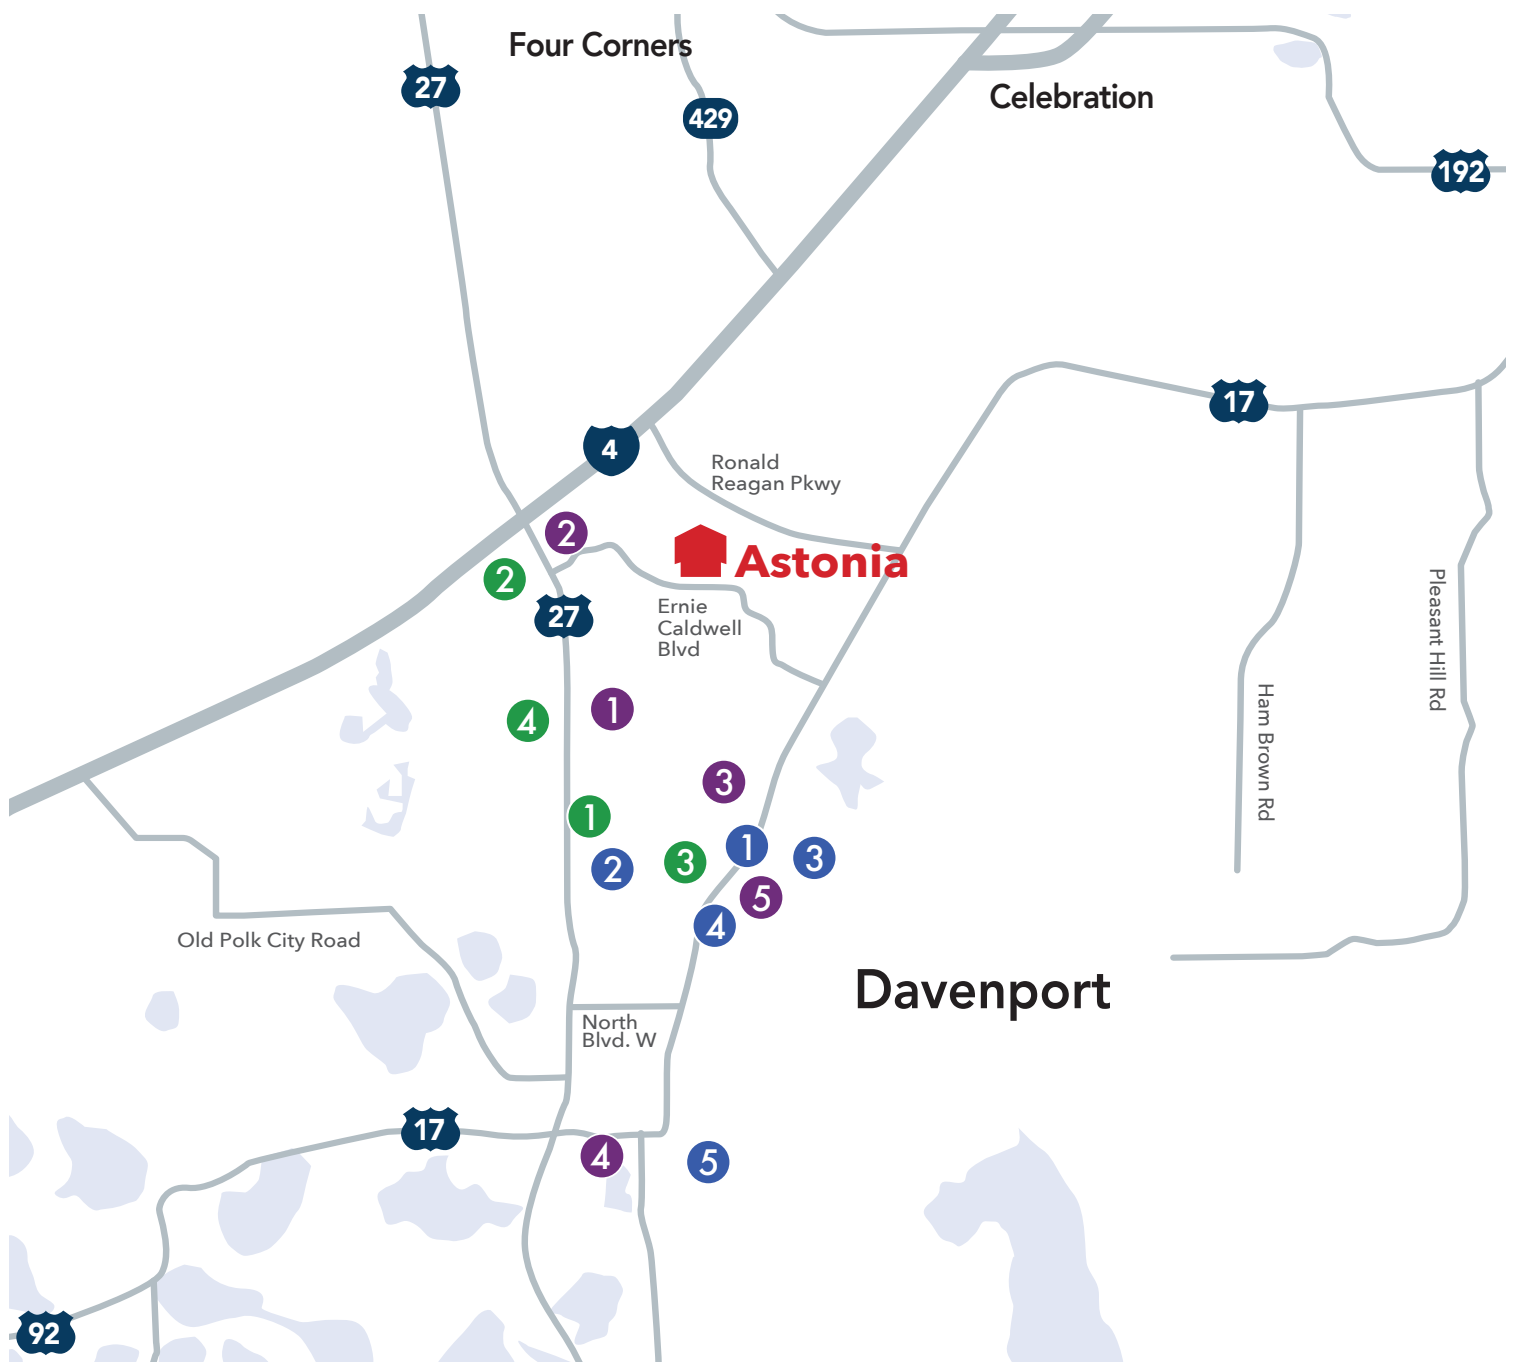 Four Corners
27
429
Celebration
192
17
4
Ronald
Reagan Pkwy
2
Astonia
2
27
Ernie
Caldwell
Blvd
Pleasant Hill Rd
Ham Brown Rd
4
1
3
1
2
3
1
3
5
4
Old Polk City Road
Davenport
North
Blvd. W
17
4
5
92